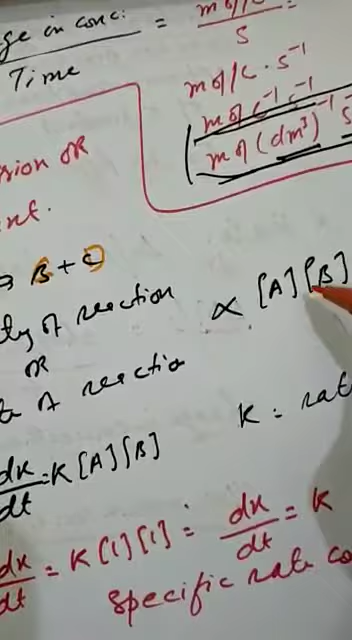 ge in conc: = mol/c
Time s
mol/c · s⁻¹
mol c⁻¹ s⁻¹
mol (dm³)⁻¹ s
sion OR
nt.
B + C
ty of reaction ∝ [A][B]
OR
of reaction
K = rat
dx/dt = K[A][B]
dx/dt = K[1][1] = dx/dt = K
Specific rate co